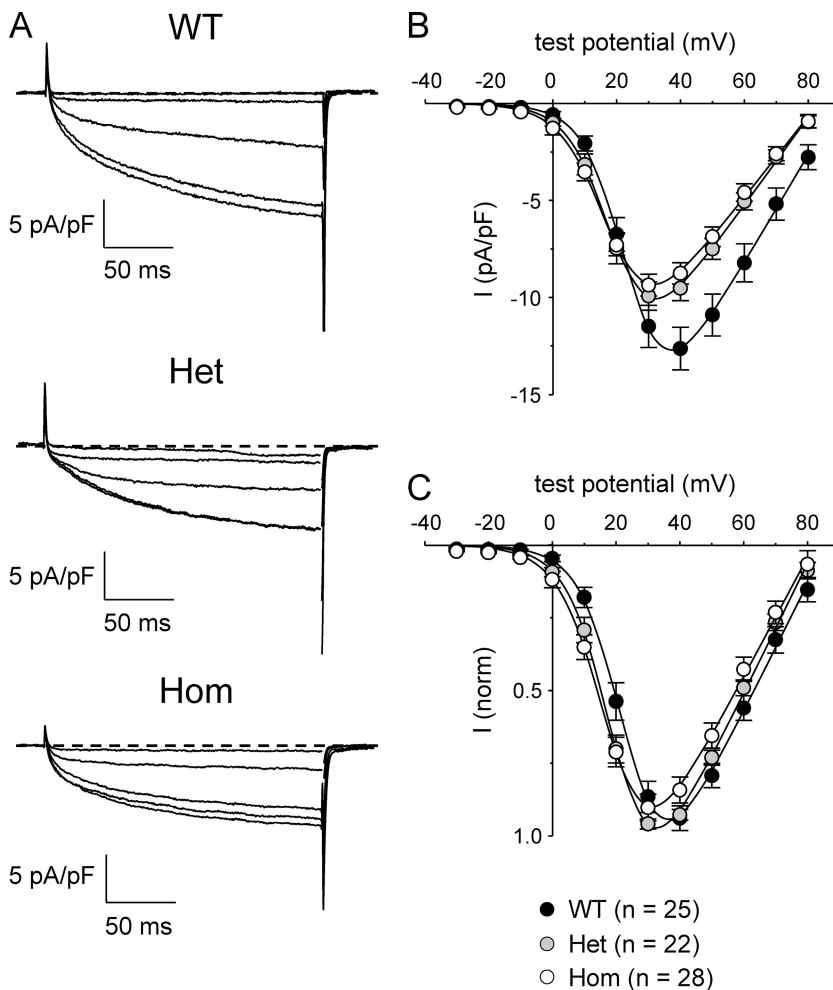 A
WT
5 pA/pF
50 ms
Het
5 pA/pF
50 ms
Hom
5 pA/pF
50 ms
B
test potential (mV)
-40 -20 0 20 40 60 80
-5
-10
-15
I (pA/pF)
C
test potential (mV)
-40 -20 0 20 40 60 80
0.5
1.0
I (norm)
WT (n = 25)
Het (n = 22)
Hom (n = 28)